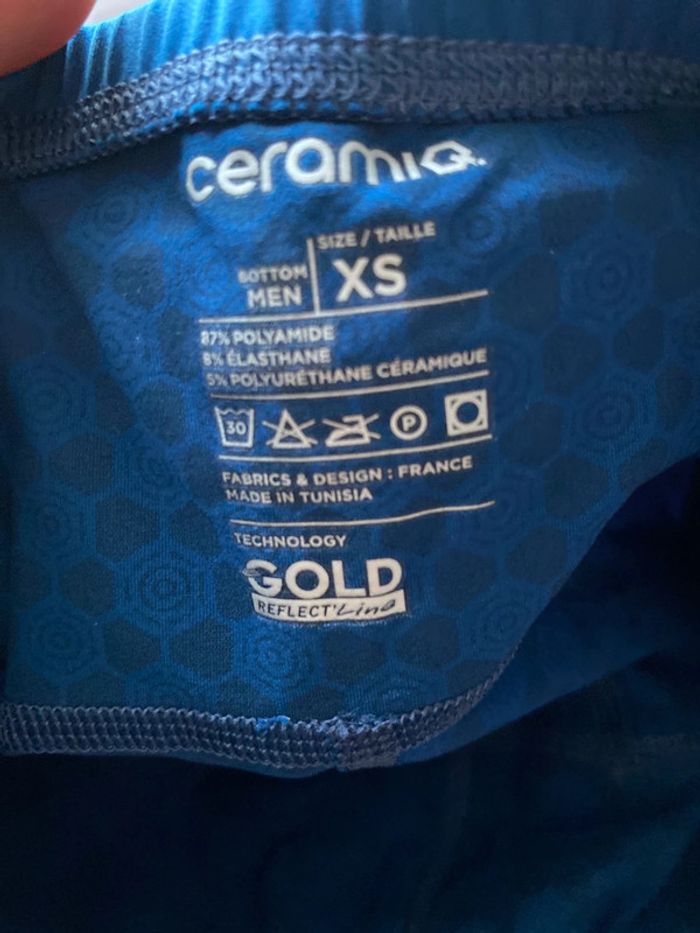 ceramiQ.
SIZE / TAILLE
BOTTOM
MEN
XS
87% POLYAMIDE
8% ÉLASTHANE
5% POLYURÉTHANE CÉRAMIQUE
30
P
FABRICS & DESIGN : FRANCE
MADE IN TUNISIA
TECHNOLOGY
GOLD
REFLECT'Line